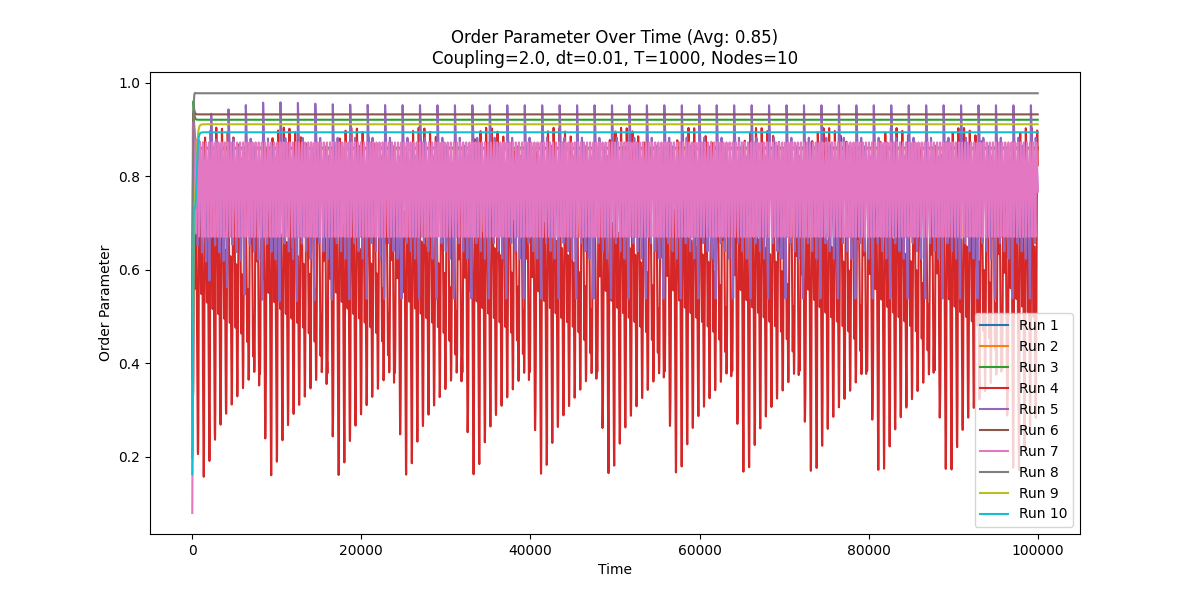 Order Parameter Over Time (Avg: 0.85)
Coupling=2.0, dt=0.01, T=1000, Nodes=10
Order Parameter
1.0
0.8
0.6
0.4
0.2
Run 1
Run 2
Run 3
Run 4
Run 5
Run 6
Run 7
Run 8
Run 9
Run 10
0
20000
40000
60000
80000
100000
Time